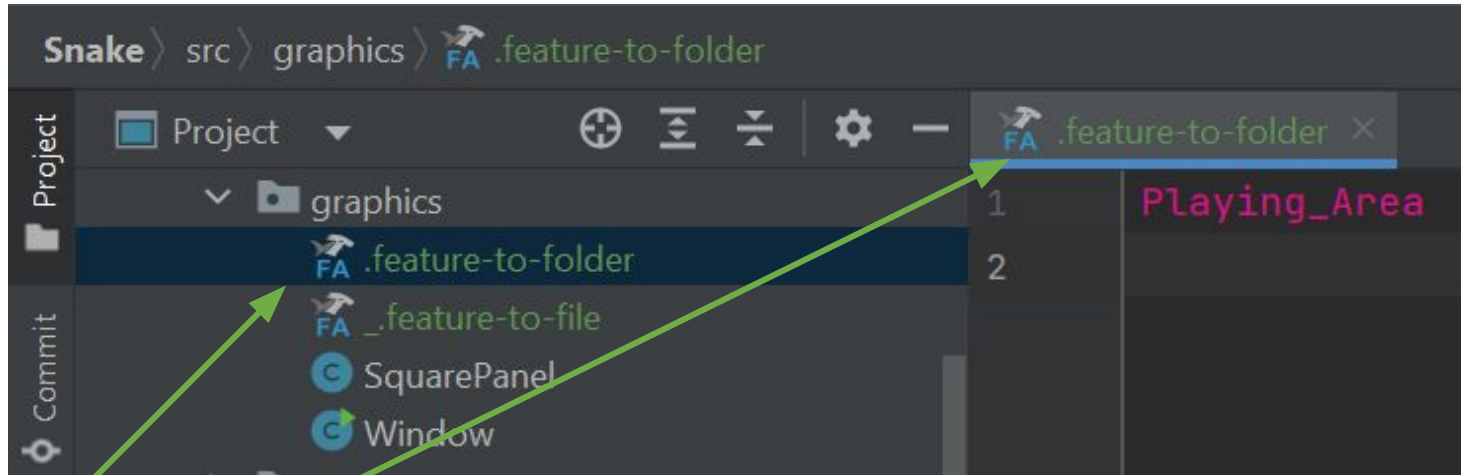 Snake src graphics FA .feature-to-folder
Project
Commit
Project
graphics
FA .feature-to-folder
FA _.feature-to-file
C SquarePanel
C Window
FA .feature-to-folder ×
1 Playing_Area
2